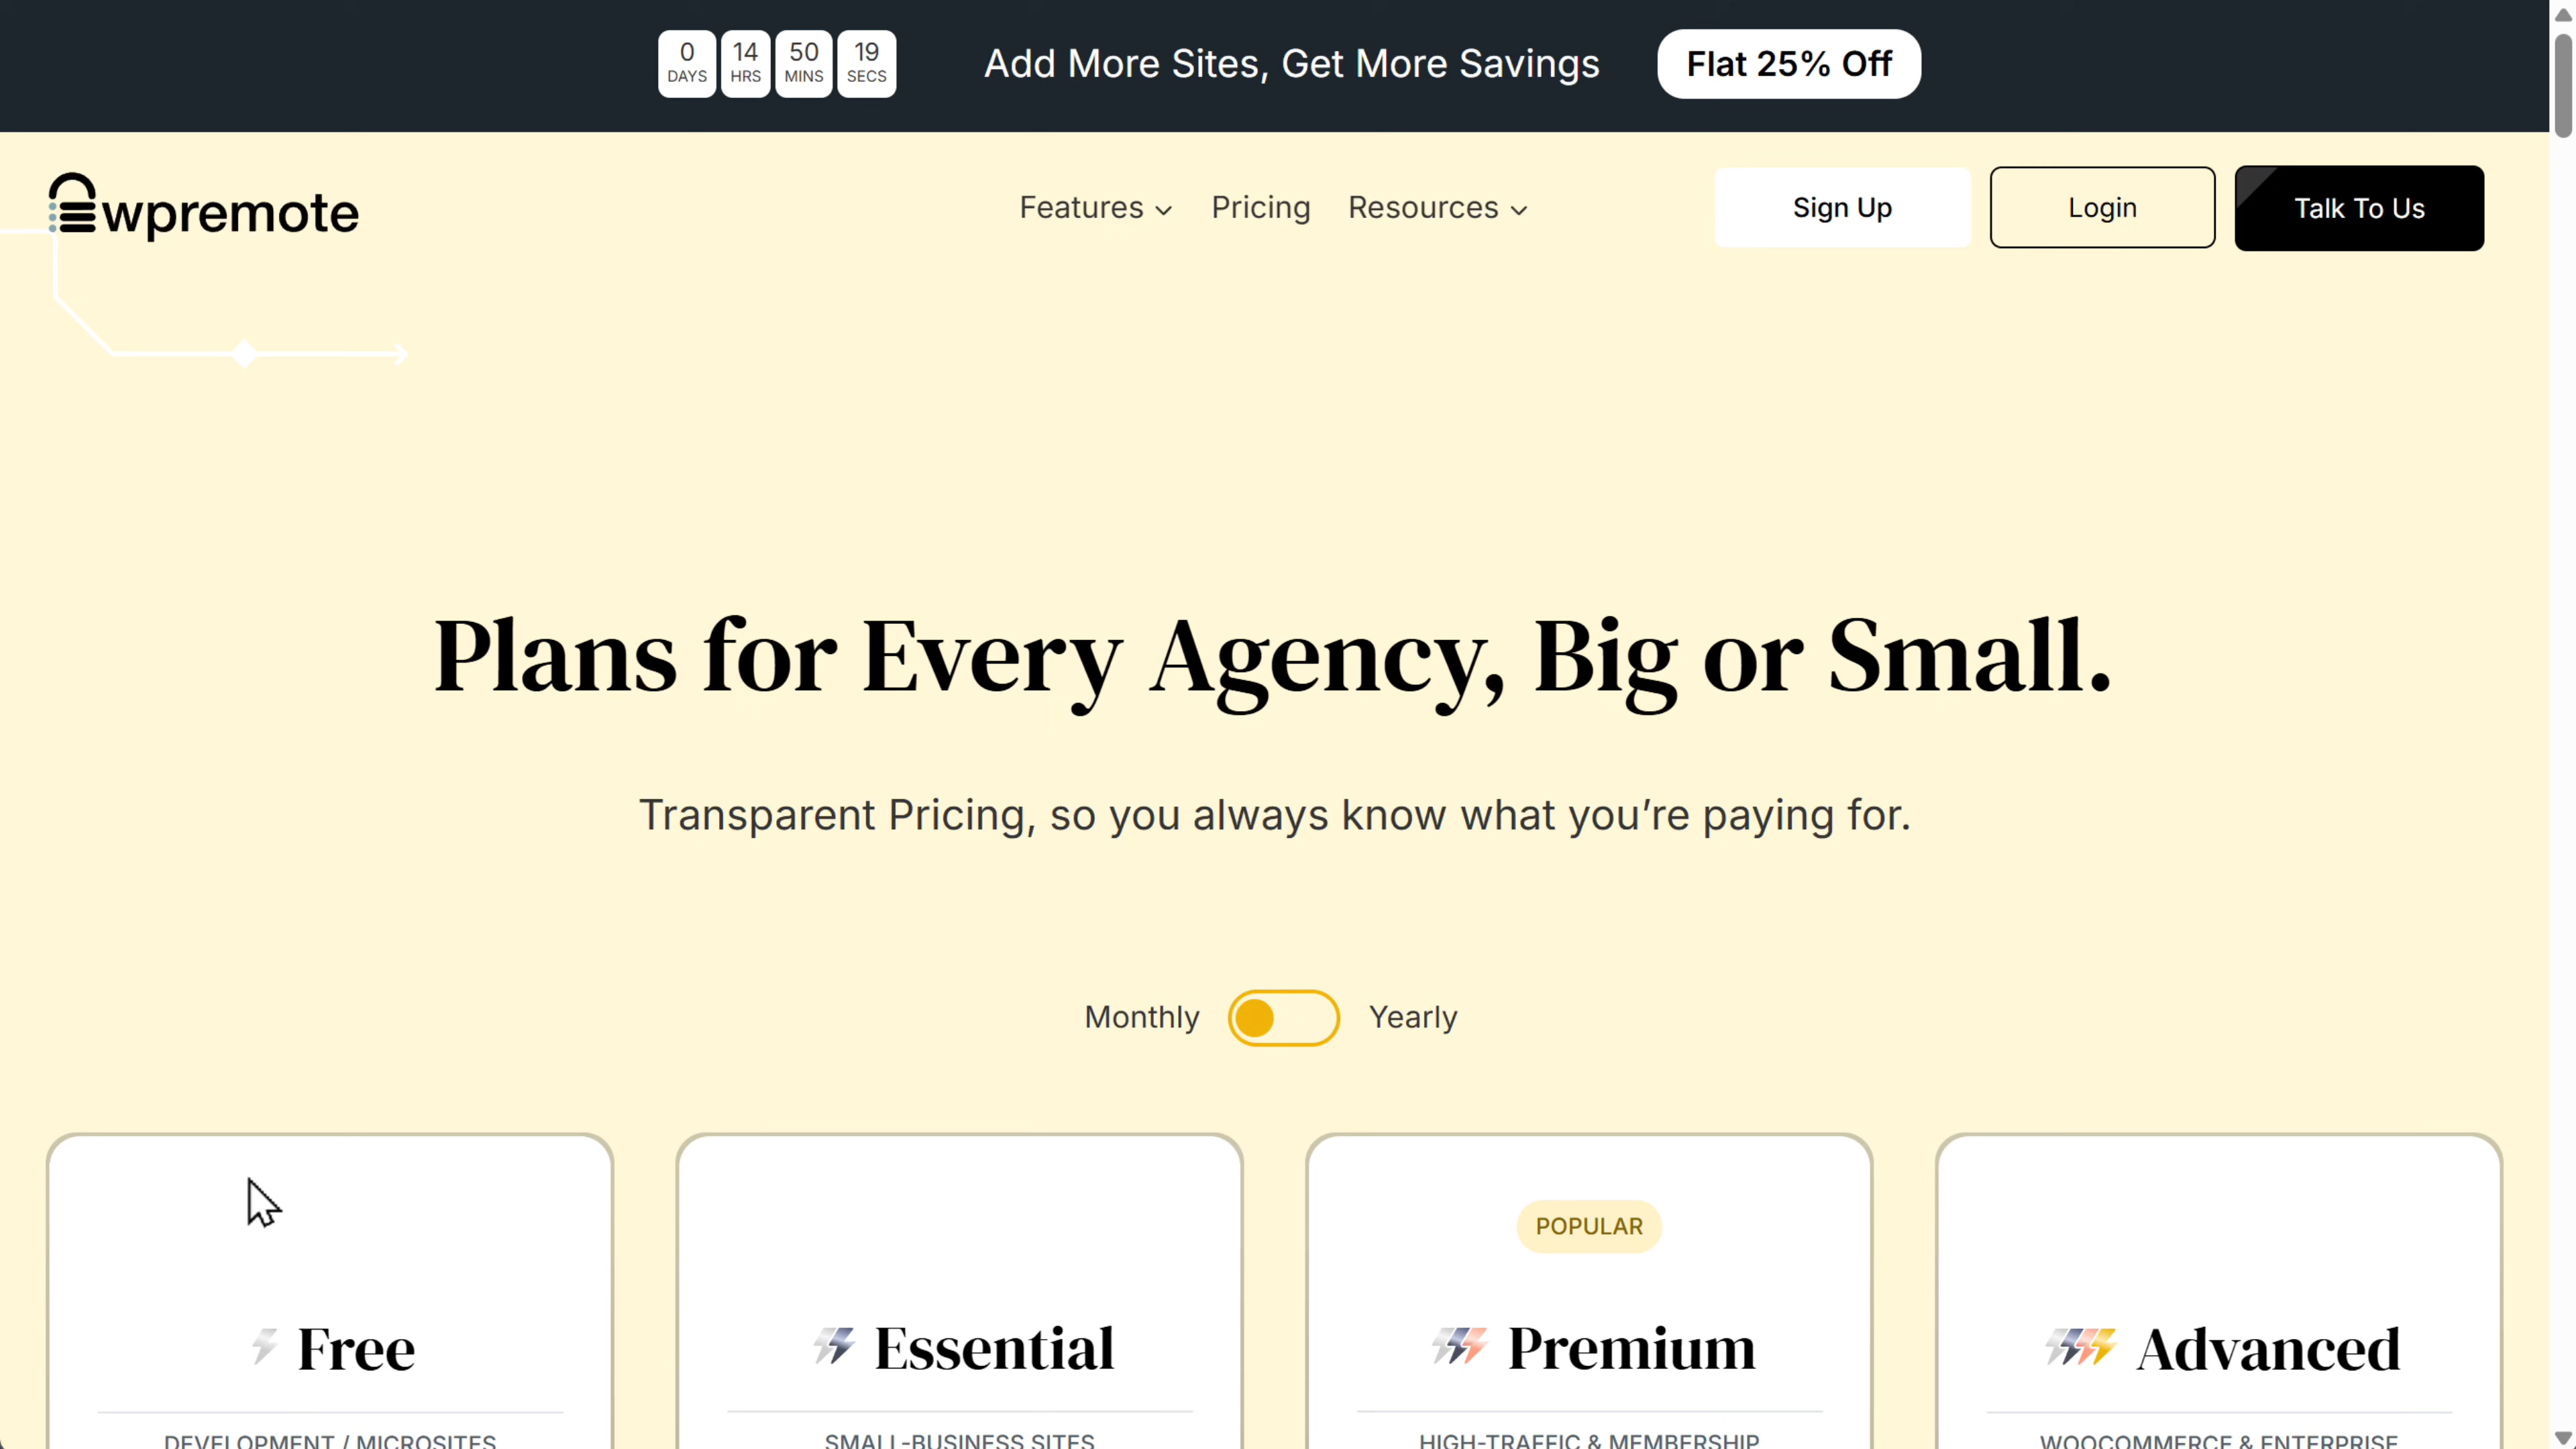 0 14 50 19
DAYS HRS MINS SECS
Add More Sites, Get More Savings
Flat 25% Off
wpremote
Features Pricing Resources
Sign Up
Login
Talk To Us
Plans for Every Agency, Big or Small.
Transparent Pricing, so you always know what you’re paying for.
Monthly Yearly
POPULAR
Free
Essential
Premium
Advanced
DEVELOPMENT / MICROSITES
SMALL-BUSINESS SITES
HIGH-TRAFFIC & MEMBERSHIP
WOOCOMMERCE & ENTERPRISE